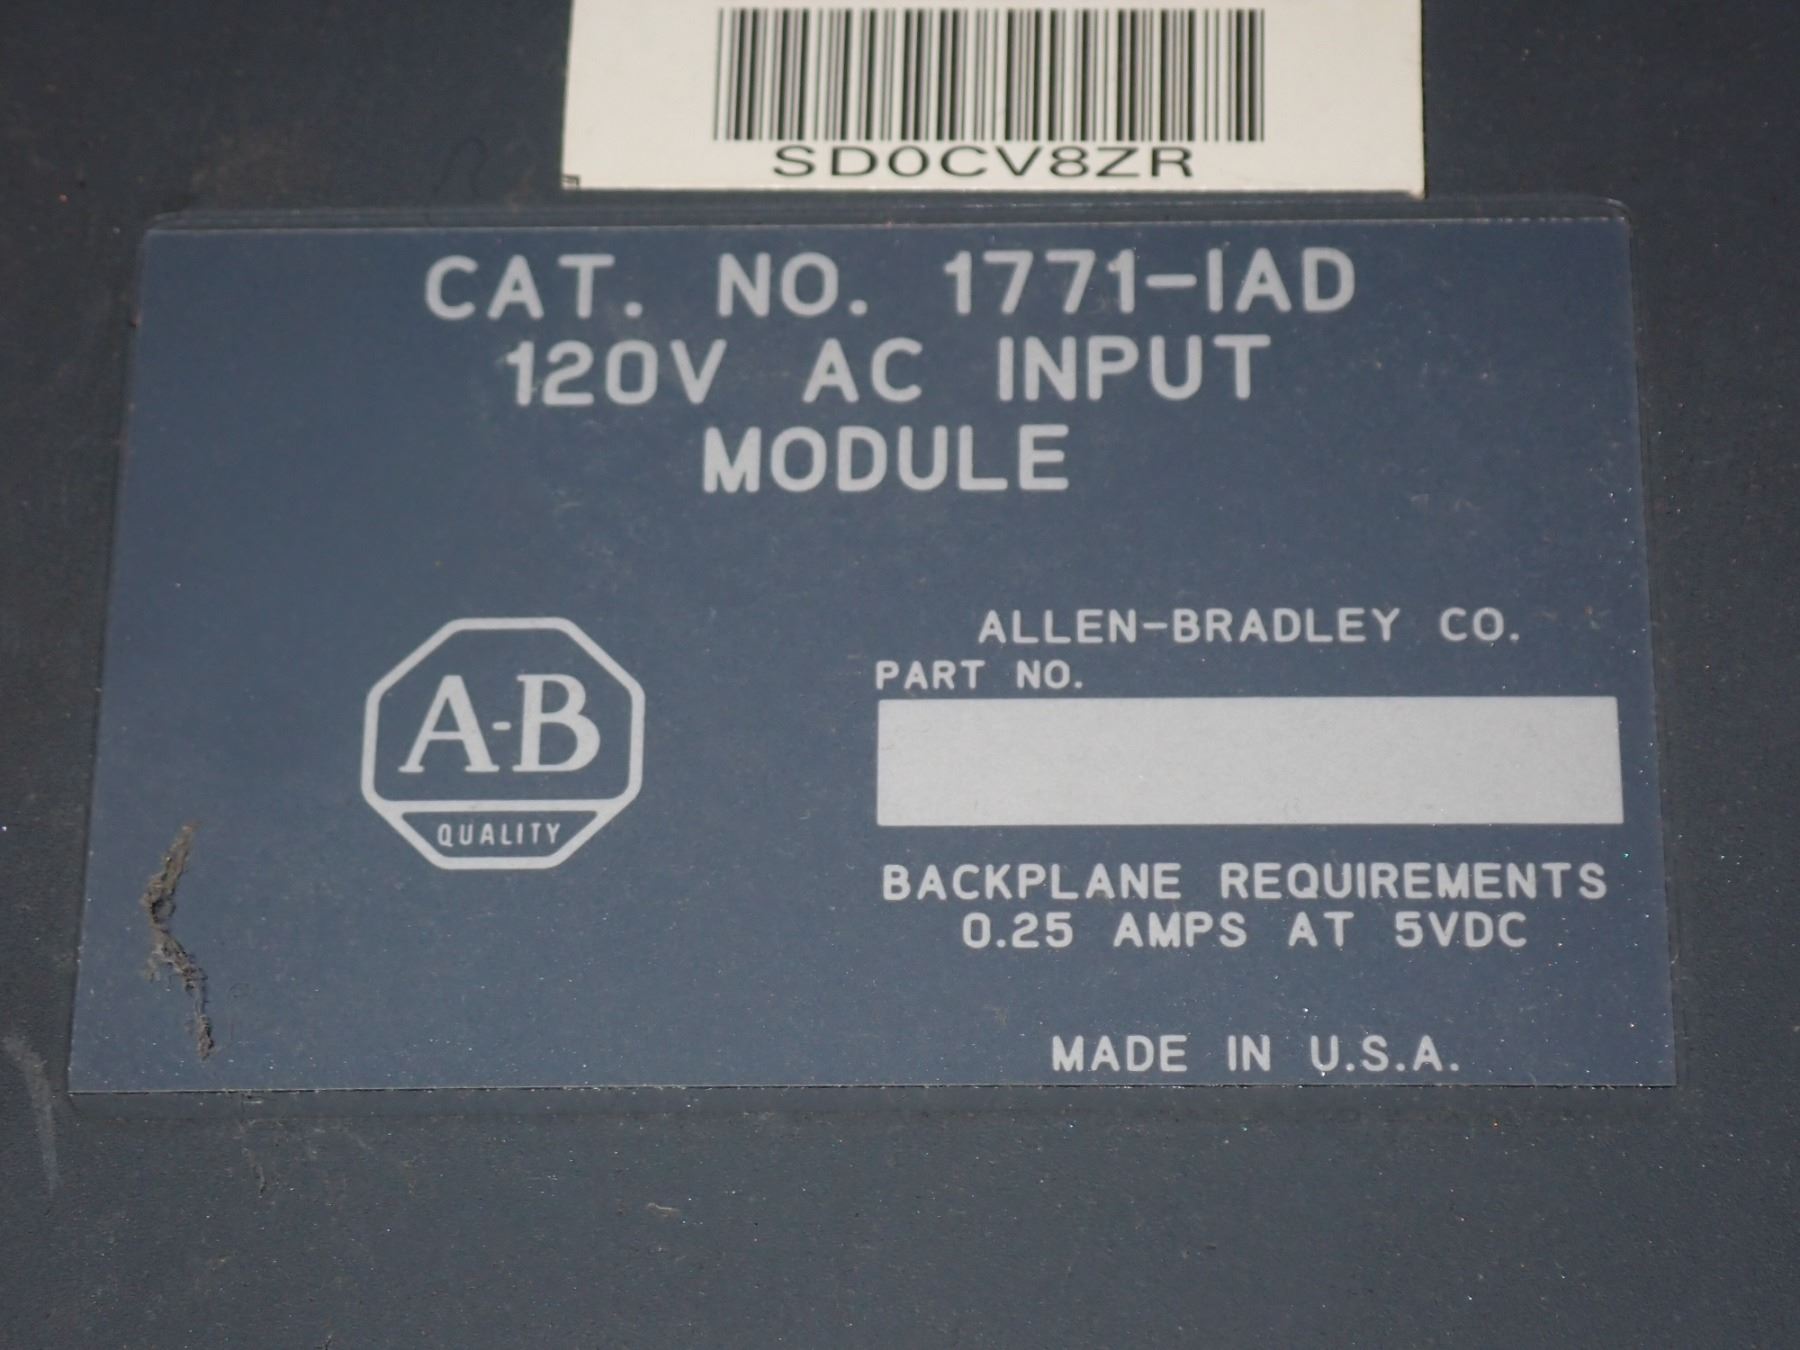 SD0CV8ZR
CAT. NO. 1771-IAD
120V AC INPUT
MODULE
A-B
QUALITY
ALLEN-BRADLEY CO.
PART NO.
BACKPLANE REQUIREMENTS
0.25 AMPS AT 5VDC
MADE IN U.S.A.